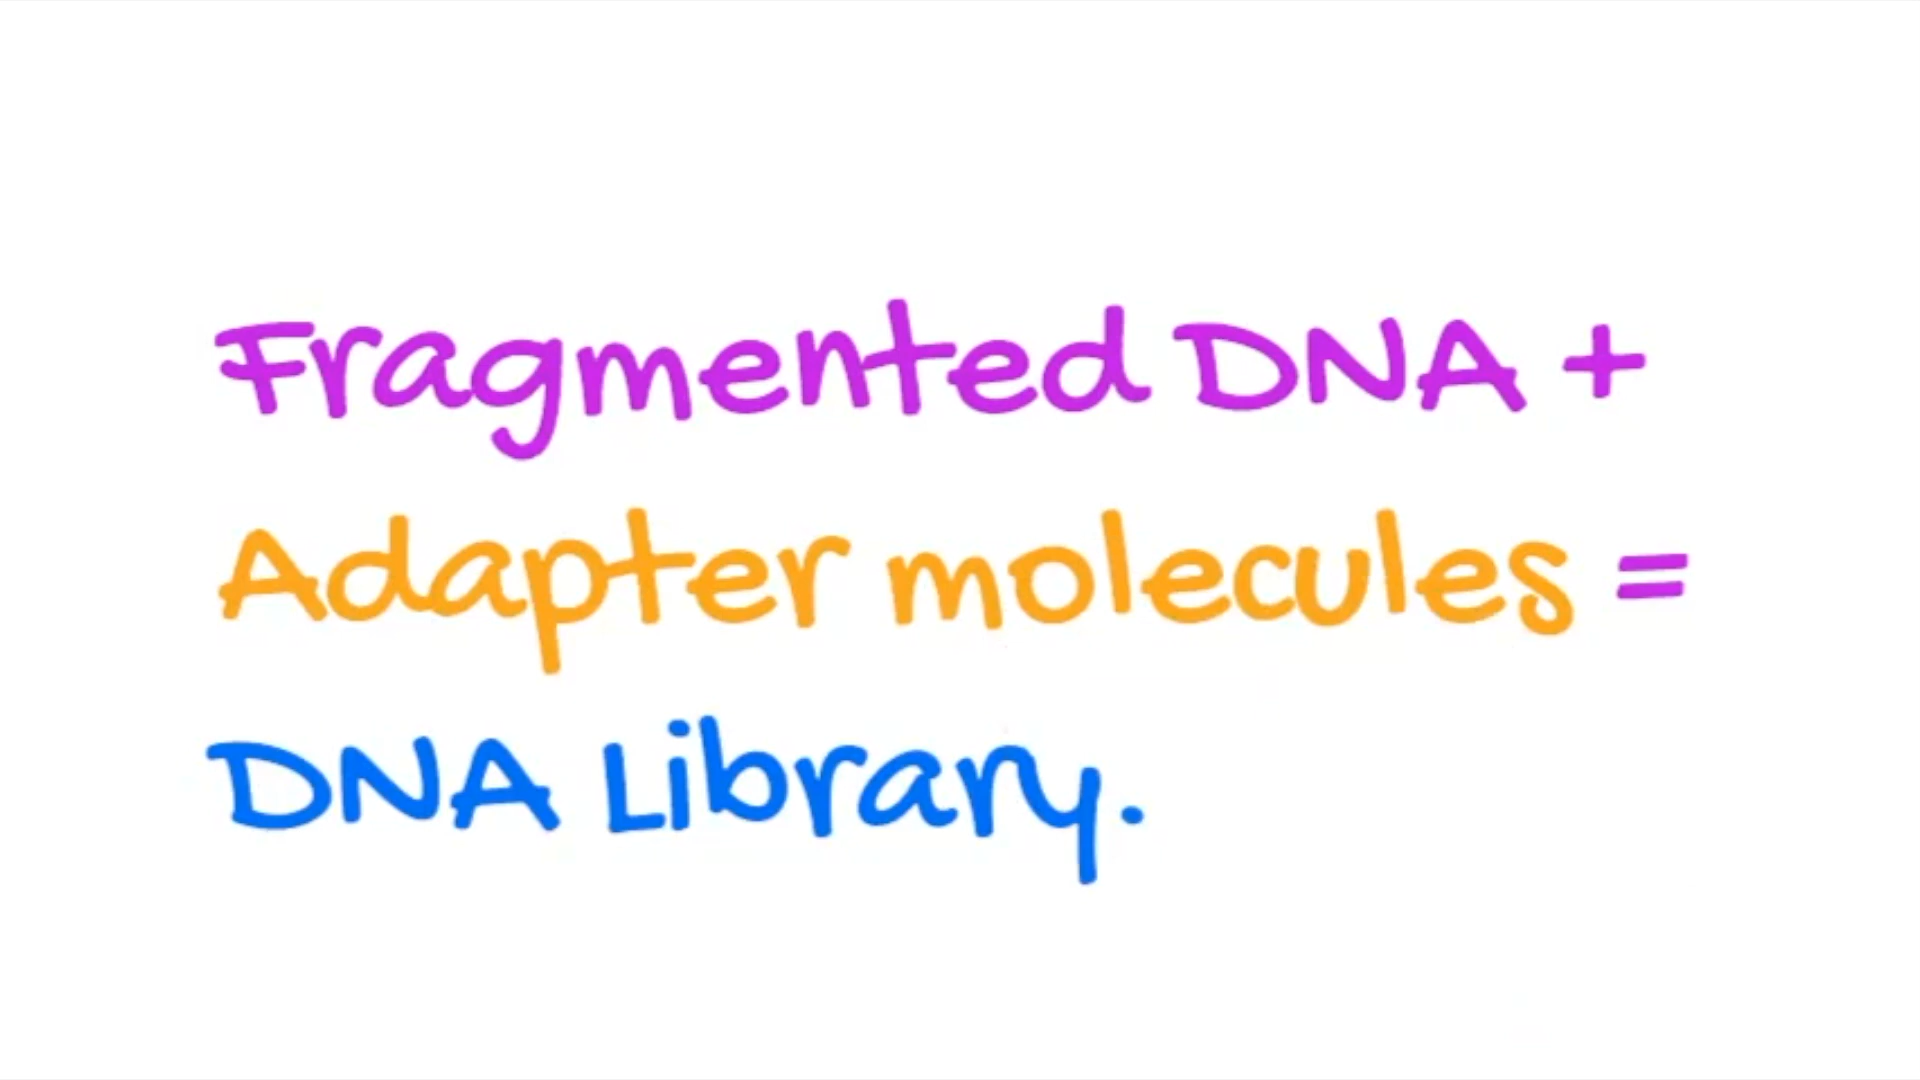 Fragmented DNA +
Adapter molecules =
DNA Library.